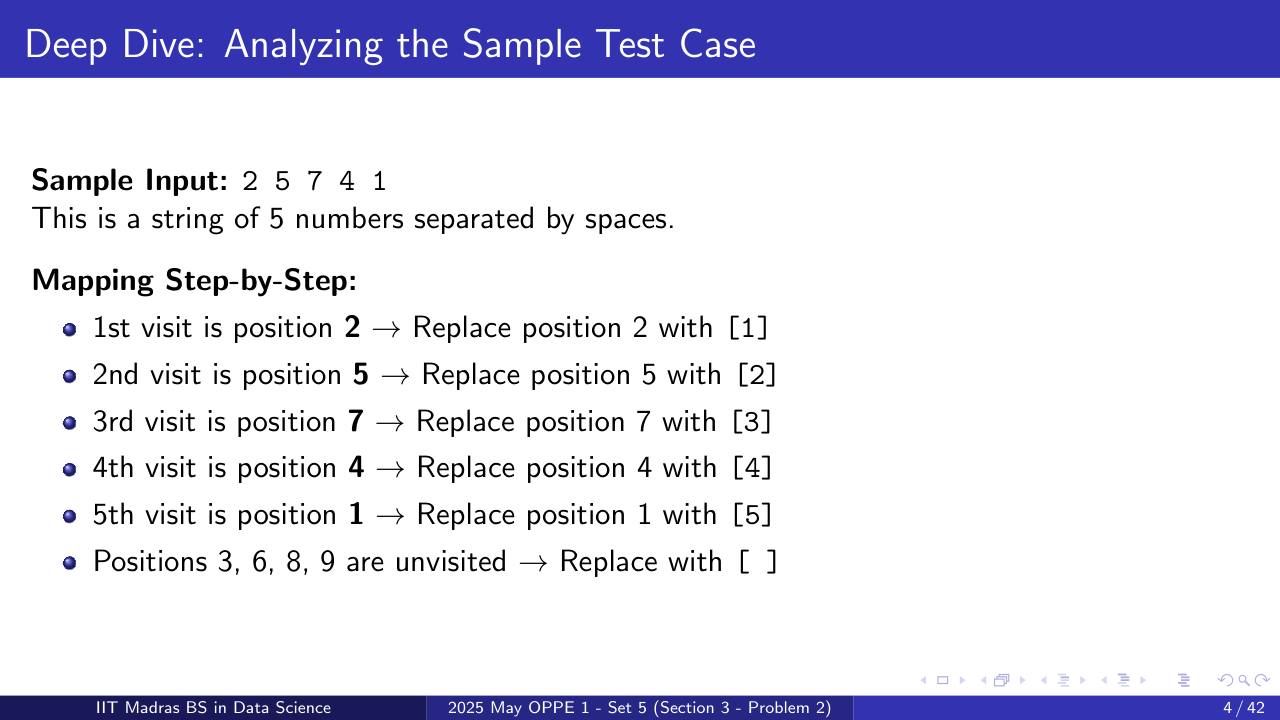 Deep Dive: Analyzing the Sample Test Case
Sample Input: 2 5 7 4 1
This is a string of 5 numbers separated by spaces.
Mapping Step-by-Step:
1st visit is position 2 → Replace position 2 with [1]
2nd visit is position 5 → Replace position 5 with [2]
3rd visit is position 7 → Replace position 7 with [3]
4th visit is position 4 → Replace position 4 with [4]
5th visit is position 1 → Replace position 1 with [5]
Positions 3, 6, 8, 9 are unvisited → Replace with [ ]
IIT Madras BS in Data Science
2025 May OPPE 1 - Set 5 (Section 3 - Problem 2)
4 / 42